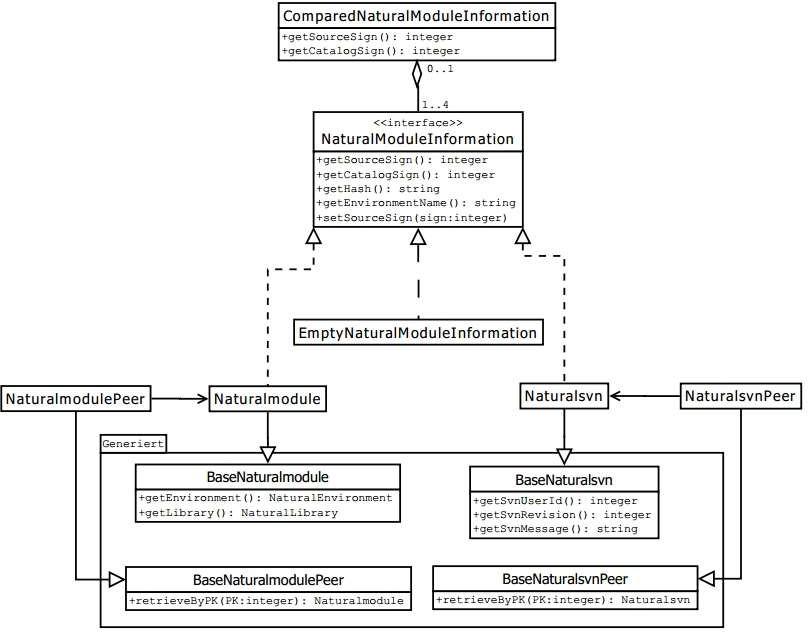 ComparedNaturalModuleInformation
+getSourceSign(): integer
+getCatalogSign(): integer
0..1
1..4
<<interface>>
NaturalModuleInformation
+getSourceSign(): integer
+getCatalogSign(): integer
+getHash(): string
+getEnvironmentName(): string
+setSourceSign(sign:integer)
EmptyNaturalModuleInformation
NaturalmodulePeer
Naturalmodule
Naturalsvn
NaturalsvnPeer
Generiert
BaseNaturalmodule
+getEnvironment(): NaturalEnvironment
+getLibrary(): NaturalLibrary
BaseNaturalsvn
+getSvnUserId(): integer
+getSvnRevision(): integer
+getSvnMessage(): string
BaseNaturalmodulePeer
+retrieveByPK(PK:integer): Naturalmodule
BaseNaturalsvnPeer
+retrieveByPK(PK:integer): Naturalsvn